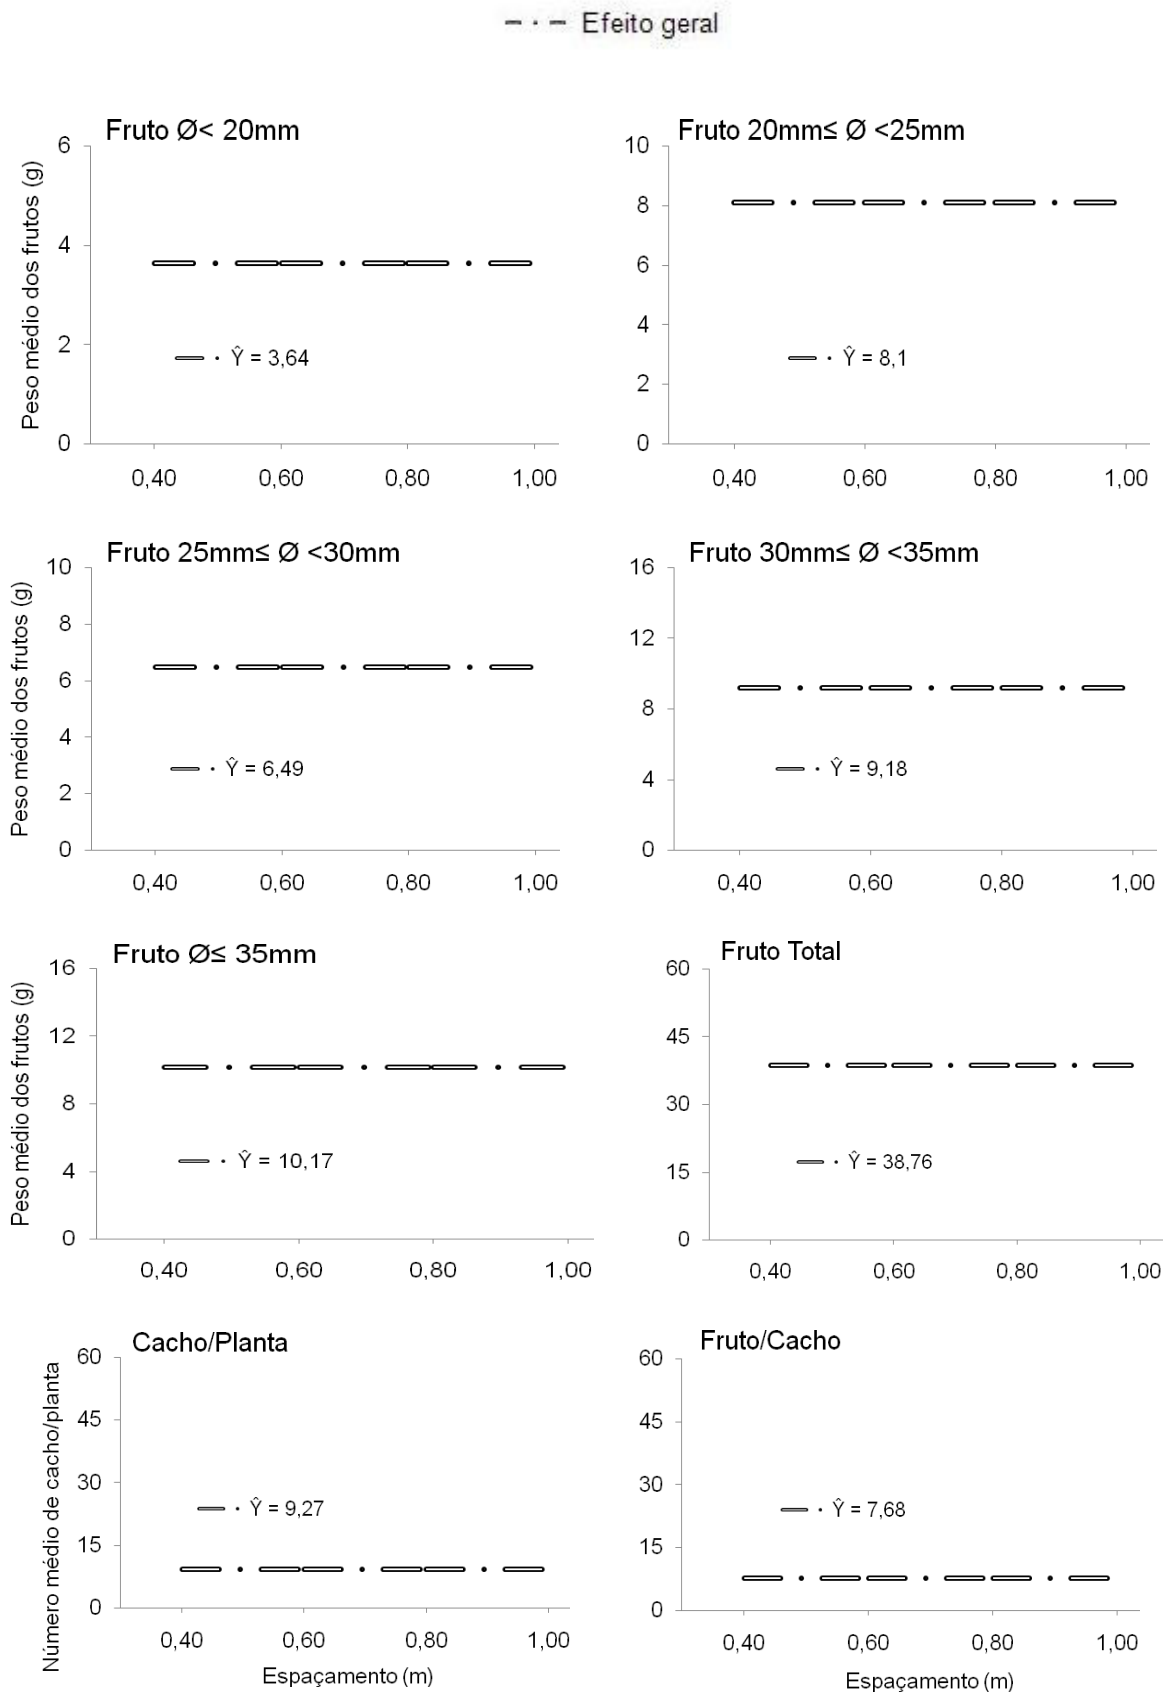 Efeito geral
Fruto Ø< 20mm
Peso médio dos frutos (g)
6
4
2
0
Ŷ = 3,64
0,40 0,60 0,80 1,00
Fruto 20mm≤ Ø <25mm
10
8
6
4
2
0
Ŷ = 8,1
0,40 0,60 0,80 1,00
Fruto 25mm≤ Ø <30mm
Peso médio dos frutos (g)
10
8
6
4
2
0
Ŷ = 6,49
0,40 0,60 0,80 1,00
Fruto 30mm≤ Ø <35mm
16
12
8
4
0
Ŷ = 9,18
0,40 0,60 0,80 1,00
Fruto Ø≤ 35mm
Peso médio dos frutos (g)
16
12
8
4
0
Ŷ = 10,17
0,40 0,60 0,80 1,00
Fruto Total
60
45
30
15
0
Ŷ = 38,76
0,40 0,60 0,80 1,00
Cacho/Planta
Número médio de cacho/planta
60
45
30
15
0
Ŷ = 9,27
0,40 0,60 0,80 1,00
Espaçamento (m)
Fruto/Cacho
60
45
30
15
0
Ŷ = 7,68
0,40 0,60 0,80 1,00
Espaçamento (m)